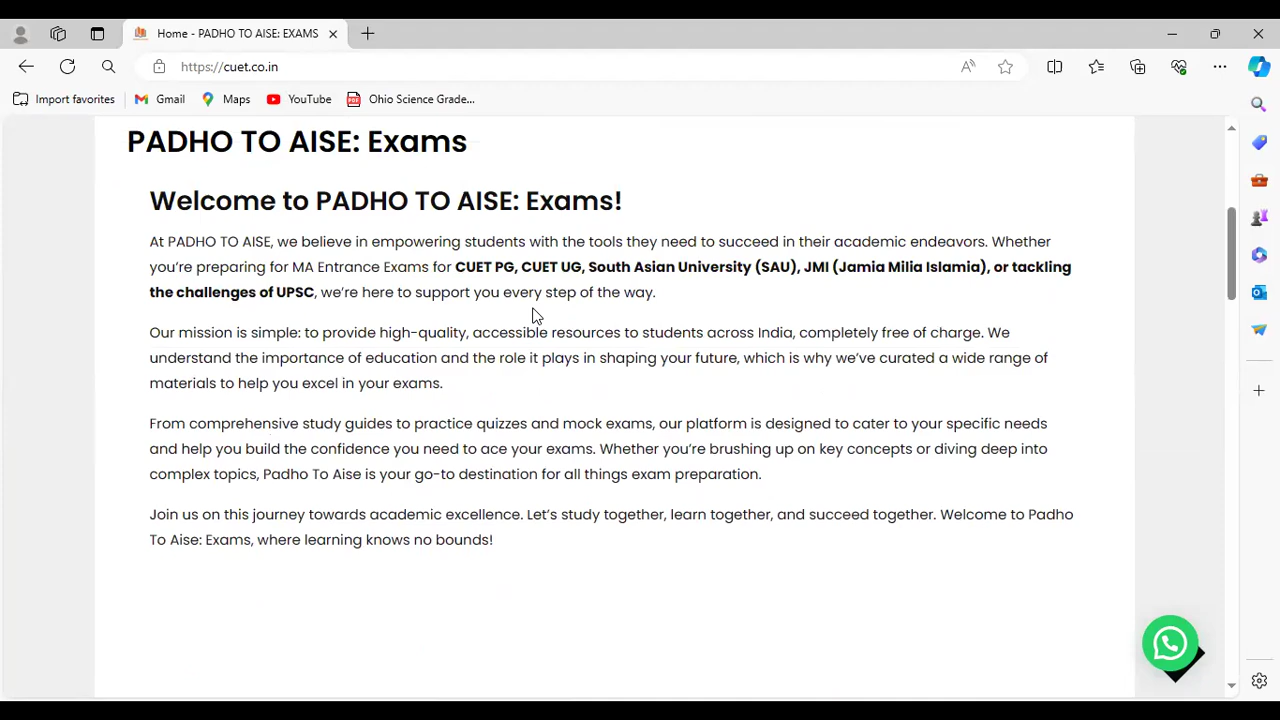 Home - PADHO TO AISE: EXAMS
https://cuet.co.in
Import favorites
Gmail
Maps
YouTube
Ohio Science Grade...
PADHO TO AISE: Exams
Welcome to PADHO TO AISE: Exams!
At PADHO TO AISE, we believe in empowering students with the tools they need to succeed in their academic endeavors. Whether
you’re preparing for MA Entrance Exams for CUET PG, CUET UG, South Asian University (SAU), JMI (Jamia Milia Islamia), or tackling
the challenges of UPSC, we’re here to support you every step of the way.
Our mission is simple: to provide high-quality, accessible resources to students across India, completely free of charge. We
understand the importance of education and the role it plays in shaping your future, which is why we’ve curated a wide range of
materials to help you excel in your exams.
From comprehensive study guides to practice quizzes and mock exams, our platform is designed to cater to your specific needs
and help you build the confidence you need to ace your exams. Whether you’re brushing up on key concepts or diving deep into
complex topics, Padho To Aise is your go-to destination for all things exam preparation.
Join us on this journey towards academic excellence. Let’s study together, learn together, and succeed together. Welcome to Padho
To Aise: Exams, where learning knows no bounds!